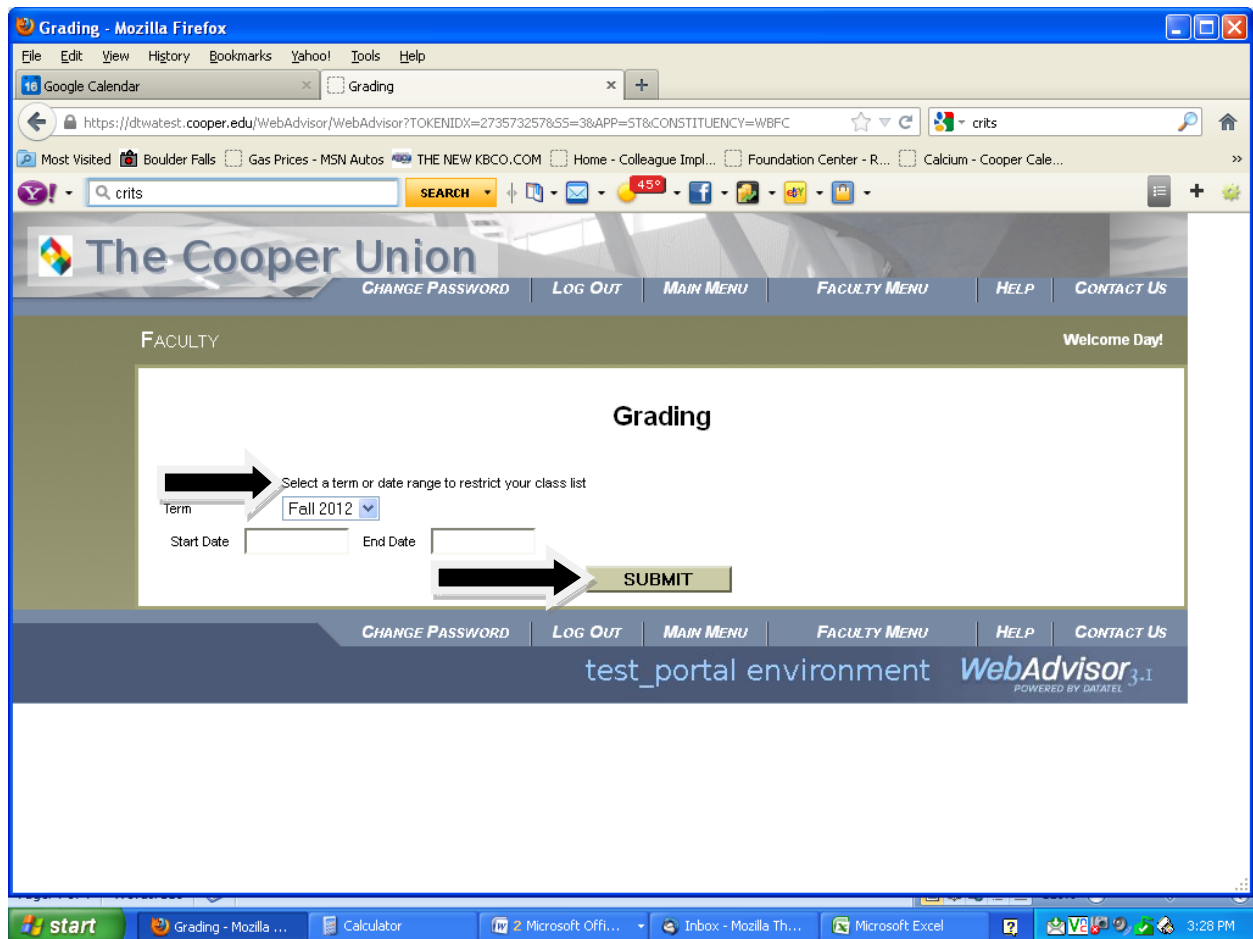 Grading - Mozilla Firefox
File Edit View History Bookmarks Yahoo! Tools Help
16 Google Calendar × Grading × +
https://dtwatest.cooper.edu/WebAdvisor/WebAdvisor?TOKENIDX=273573257&SS=3&APP=ST&CONSTITUENCY=WBFC crits
Most Visited Boulder Falls Gas Prices - MSN Autos THE NEW KBCO.COM Home - Colleague Impl... Foundation Center - R... Calcium - Cooper Cale... »
Y! crits SEARCH 45° f eBY +
The Cooper Union
CHANGE PASSWORD LOG OUT MAIN MENU FACULTY MENU HELP CONTACT US
FACULTY Welcome Day!
Grading
Select a term or date range to restrict your class list
Term Fall 2012
Start Date End Date
SUBMIT
CHANGE PASSWORD LOG OUT MAIN MENU FACULTY MENU HELP CONTACT US
test_portal environment WebAdvisor 3.1
POWERED BY DATATEL
start Grading - Mozilla ... Calculator 2 Microsoft Offi... Inbox - Mozilla Th... Microsoft Excel 3:28 PM